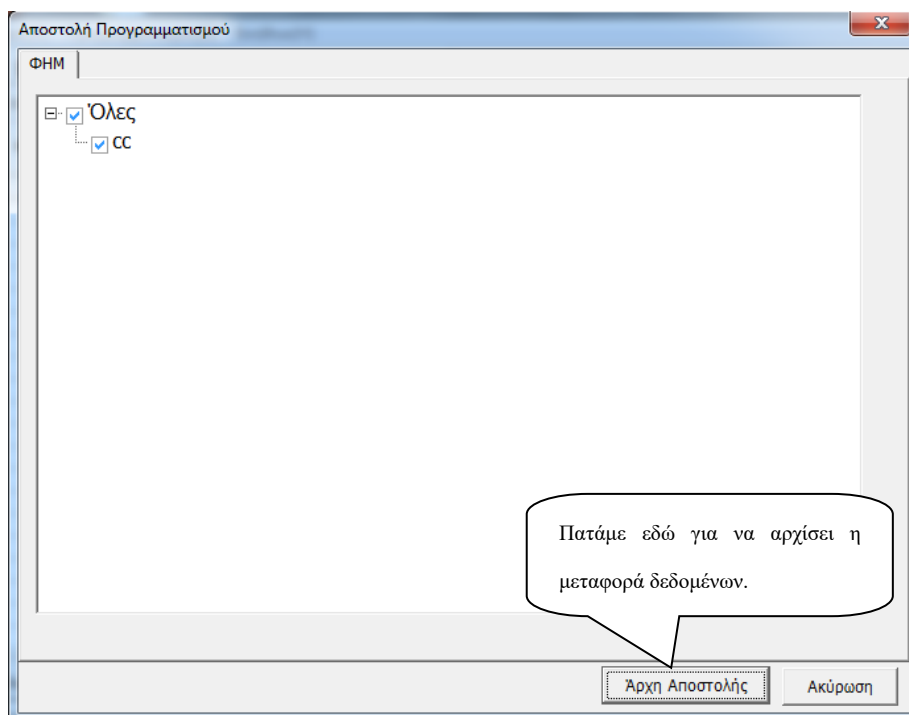 Αποστολή Προγραμματισμού
ΦΗΜ
Όλες
CC
Πατάμε εδώ για να αρχίσει η
μεταφορά δεδομένων.
Άρχη Αποστολής
Ακύρωση